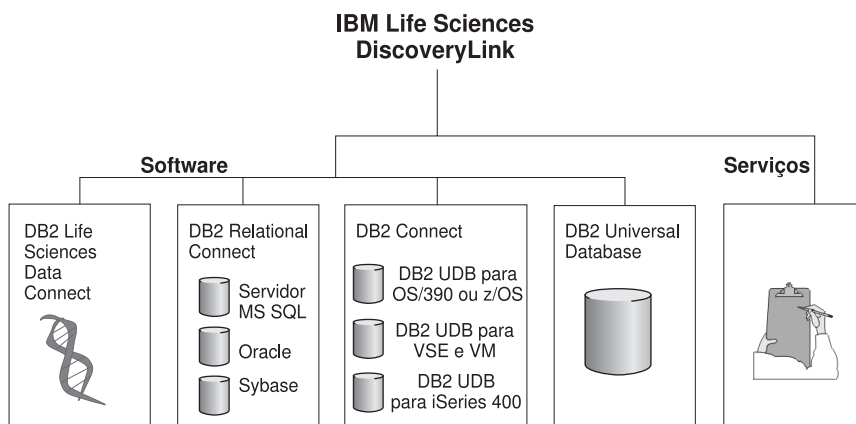 IBM Life Sciences
DiscoveryLink
Software
Serviços
DB2 Life
Sciences
Data
Connect
DB2 Relational
Connect
Servidor
MS SQL
Oracle
Sybase
DB2 Connect
DB2 UDB para
OS/390 ou z/OS
DB2 UDB para
VSE e VM
DB2 UDB
para iSeries 400
DB2 Universal
Database